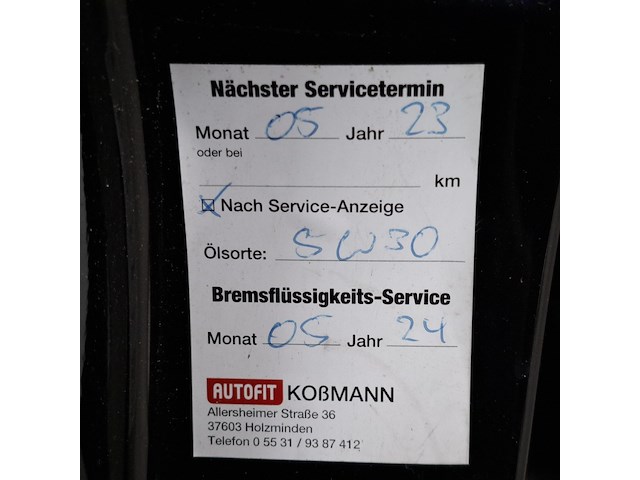 Nächster Servicetermin
Monat 05 Jahr 23
oder bei
km
Nach Service-Anzeige
Ölsorte: 5W30
Bremsflüssigkeits-Service
Monat 05 Jahr 24
AUTOFIT KOßMANN
Allersheimer Straße 36
37603 Holzminden
Telefon 0 55 31 / 93 87 412